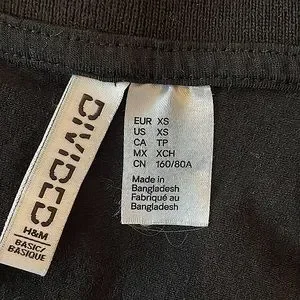 DIVIDED
H&M
BASIC/
BASIQUE
EUR XS
US XS
CA TP
MX XCH
CN 160/80A
Made in
Bangladesh
Fabriqué au
Bangladesh